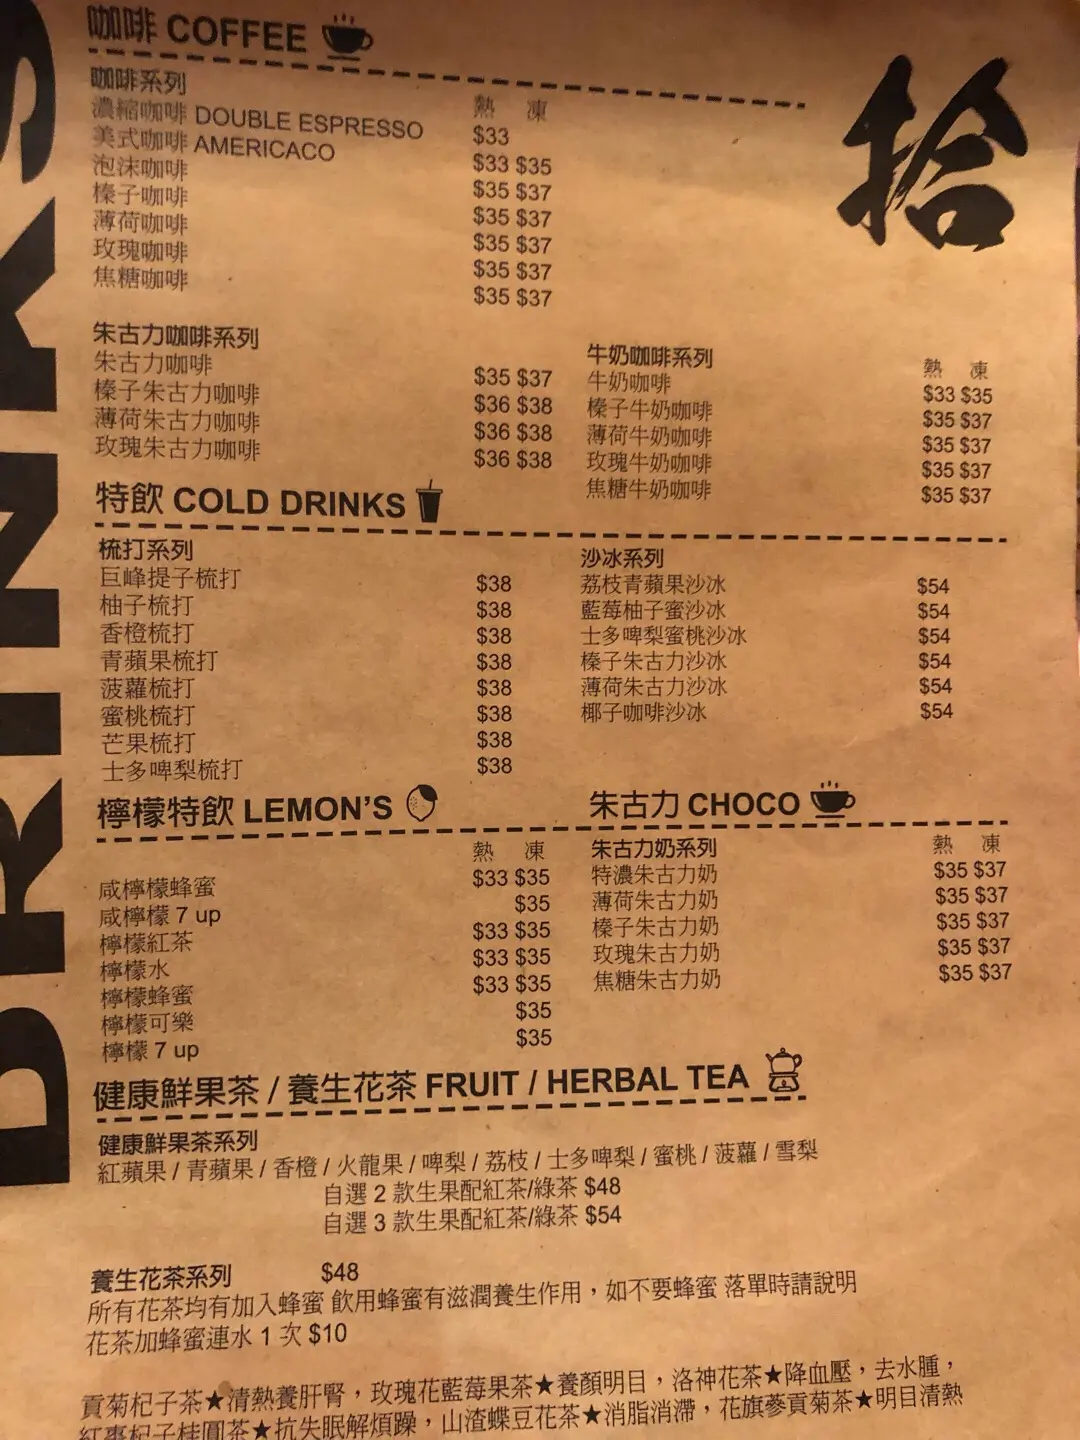 DRINKS
拾
咖啡 COFFEE
咖啡系列 熱 凍
濃縮咖啡 DOUBLE ESPRESSO $33
美式咖啡 AMERICACO $33 $35
泡沫咖啡 $35 $37
榛子咖啡 $35 $37
薄荷咖啡 $35 $37
玫瑰咖啡 $35 $37
焦糖咖啡 $35 $37
朱古力咖啡系列
朱古力咖啡 $35 $37
榛子朱古力咖啡 $36 $38
薄荷朱古力咖啡 $36 $38
玫瑰朱古力咖啡 $36 $38
牛奶咖啡系列 熱 凍
牛奶咖啡 $33 $35
榛子牛奶咖啡 $35 $37
薄荷牛奶咖啡 $35 $37
玫瑰牛奶咖啡 $35 $37
焦糖牛奶咖啡 $35 $37
特飲 COLD DRINKS
梳打系列
巨峰提子梳打 $38
柚子梳打 $38
香橙梳打 $38
青蘋果梳打 $38
菠蘿梳打 $38
蜜桃梳打 $38
芒果梳打 $38
士多啤梨梳打 $38
沙冰系列
荔枝青蘋果沙冰 $54
藍莓柚子蜜沙冰 $54
士多啤梨蜜桃沙冰 $54
榛子朱古力沙冰 $54
薄荷朱古力沙冰 $54
椰子咖啡沙冰 $54
檸檬特飲 LEMON'S
熱 凍
咸檸檬蜂蜜 $33 $35
咸檸檬 7 up $35
檸檬紅茶 $33 $35
檸檬水 $33 $35
檸檬蜂蜜 $33 $35
檸檬可樂 $35
檸檬 7 up $35
朱古力 CHOCO
朱古力奶系列 熱 凍
特濃朱古力奶 $35 $37
薄荷朱古力奶 $35 $37
榛子朱古力奶 $35 $37
玫瑰朱古力奶 $35 $37
焦糖朱古力奶 $35 $37
健康鮮果茶 / 養生花茶 FRUIT / HERBAL TEA
健康鮮果茶系列
紅蘋果 / 青蘋果 / 香橙 / 火龍果 / 啤梨 / 荔枝 / 士多啤梨 / 蜜桃 / 菠蘿 / 雪梨
自選 2 款生果配紅茶/綠茶 $48
自選 3 款生果配紅茶/綠茶 $54
養生花茶系列 $48
所有花茶均有加入蜂蜜 飲用蜂蜜有滋潤養生作用，如不要蜂蜜 落單時請說明
花茶加蜂蜜連水 1 次 $10
貢菊杞子茶★清熱養肝腎，玫瑰花藍莓果茶★養顏明目，洛神花茶★降血壓，去水腫，
紅棗杞子桂圓茶★抗失眠解煩躁，山渣蝶豆花茶★消脂消滯，花旗蔘貢菊茶★明目清熱